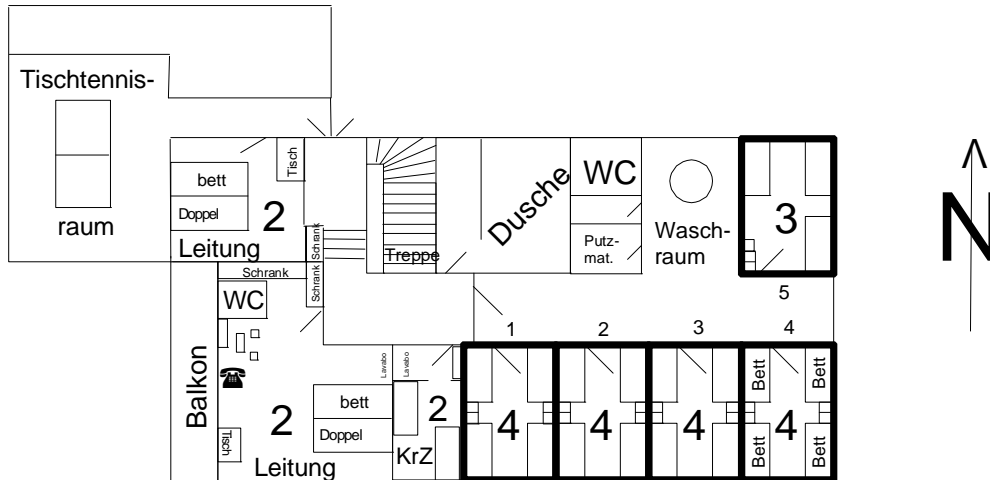 Tischtennis-
raum
bett
Doppel
2
Leitung
Tisch
Schrank
Schrank
Schrank
Treppe
Dusche
WC
Putz-
mat.
Wasch-
raum
3
5
N
WC
Balkon
☎
Tisch
2
Leitung
bett
Doppel
Lavabo
Lavabo
2
KrZ
1
2
3
4
4
4
4
4
Bett
Bett
Bett
Bett